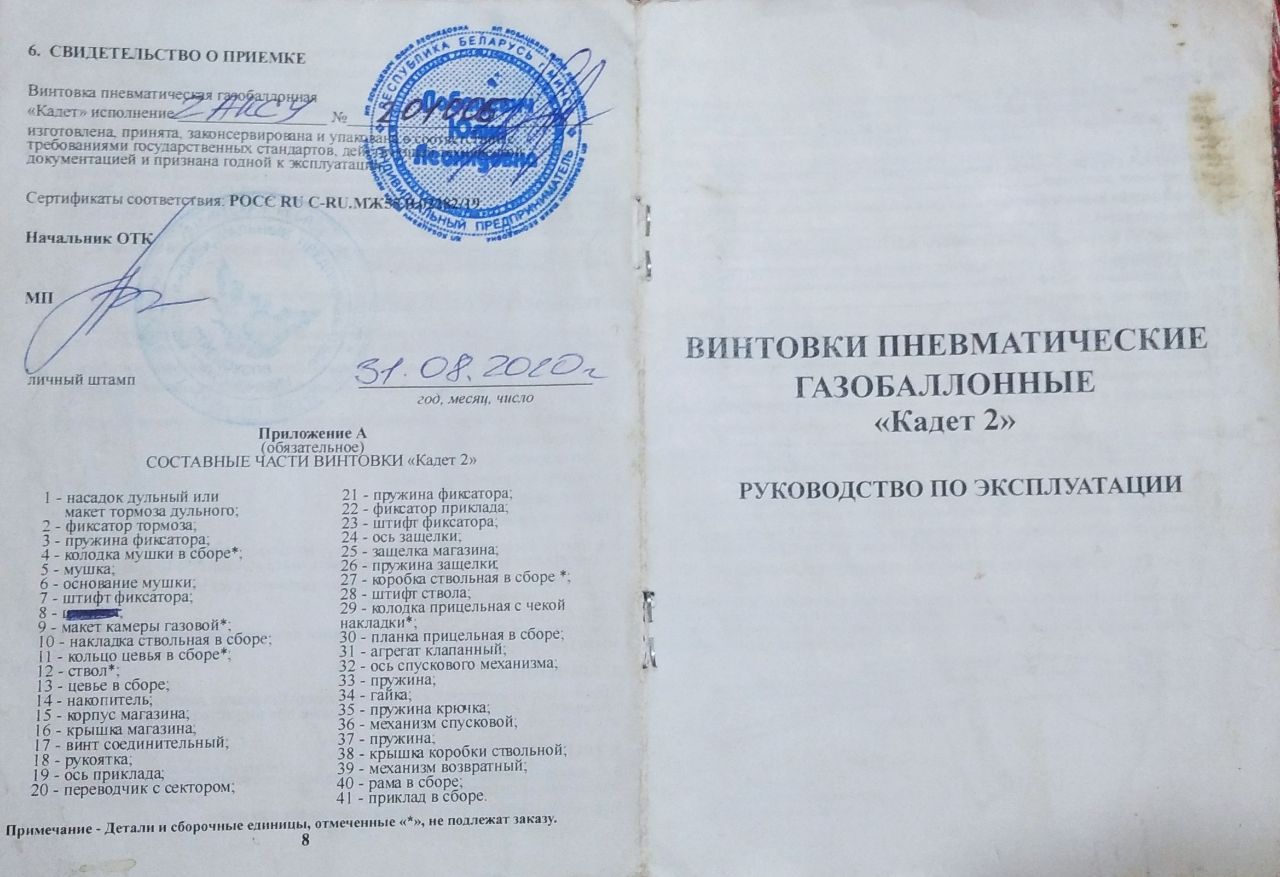 6. СВИДЕТЕЛЬСТВО О ПРИЕМКЕ
Винтовка пневматическая газобаллонная
«Кадет» исполнение 2АКСУ №
изготовлена, принята, законсервирована и упакована в соответствии
требованиями государственных стандартов,
документацией и признана годной к эксплуатации
Сертификаты соответствия: РОСС RU C-RU.МЖ
Начальник ОТК
МП
личный штамп
31.08.2020г
год, месяц, число
РЕСПУБЛИКА БЕЛАРУСЬ г. МИНСК
Юлия
Леонидовна
ИНДИВИДУАЛЬНЫЙ ПРЕДПРИНИМАТЕЛЬ
Приложение А
(обязательное)
СОСТАВНЫЕ ЧАСТИ ВИНТОВКИ «Кадет 2»
1 - насадок дульный или
макет тормоза дульного;
2 - фиксатор тормоза;
3 - пружина фиксатора;
4 - колодка мушки в сборе*;
5 - мушка;
6 - основание мушки;
7 - штифт фиксатора;
8 -
9 - макет камеры газовой*;
10 - накладка ствольная в сборе;
11 - кольцо цевья в сборе*;
12 - ствол*;
13 - цевье в сборе;
14 - накопитель;
15 - корпус магазина;
16 - крышка магазина;
17 - винт соединительный;
18 - рукоятка;
19 - ось приклада;
20 - переводчик с сектором;
21 - пружина фиксатора;
22 - фиксатор приклада;
23 - штифт фиксатора;
24 - ось защелки;
25 - защелка магазина;
26 - пружина защелки;
27 - коробка ствольная в сборе *;
28 - штифт ствола;
29 - колодка прицельная с чекой
накладки*;
30 - планка прицельная в сборе;
31 - агрегат клапанный;
32 - ось спускового механизма;
33 - пружина;
34 - гайка;
35 - пружина крючка;
36 - механизм спусковой;
37 - пружина;
38 - крышка коробки ствольной;
39 - механизм возвратный;
40 - рама в сборе;
41 - приклад в сборе.
Примечание - Детали и сборочные единицы, отмеченные «*», не подлежат заказу.
8
ВИНТОВКИ ПНЕВМАТИЧЕСКИЕ
ГАЗОБАЛЛОННЫЕ
«Кадет 2»
РУКОВОДСТВО ПО ЭКСПЛУАТАЦИИ